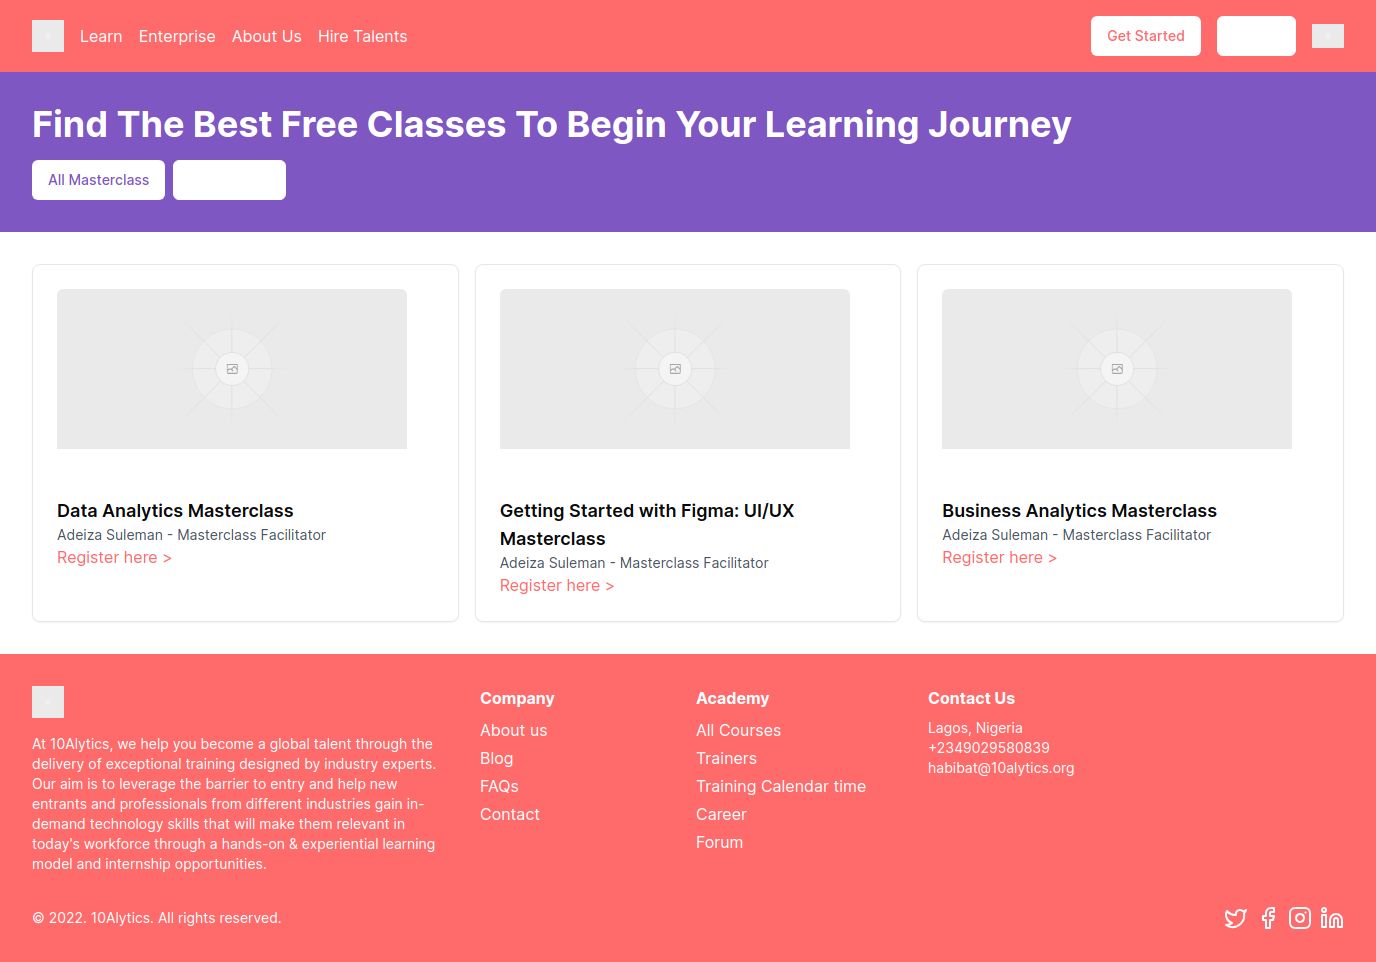 Learn Enterprise About Us Hire Talents Get Started
Find The Best Free Classes To Begin Your Learning Journey
All Masterclass
Data Analytics Masterclass
Adeiza Suleman - Masterclass Facilitator
Register here >
Getting Started with Figma: UI/UX
Masterclass
Adeiza Suleman - Masterclass Facilitator
Register here >
Business Analytics Masterclass
Adeiza Suleman - Masterclass Facilitator
Register here >
At 10Alytics, we help you become a global talent through the
delivery of exceptional training designed by industry experts.
Our aim is to leverage the barrier to entry and help new
entrants and professionals from different industries gain in-
demand technology skills that will make them relevant in
today's workforce through a hands-on & experiential learning
model and internship opportunities.
Company
About us
Blog
FAQs
Contact
Academy
All Courses
Trainers
Training Calendar time
Career
Forum
Contact Us
Lagos, Nigeria
+2349029580839
habibat@10alytics.org
© 2022. 10Alytics. All rights reserved.